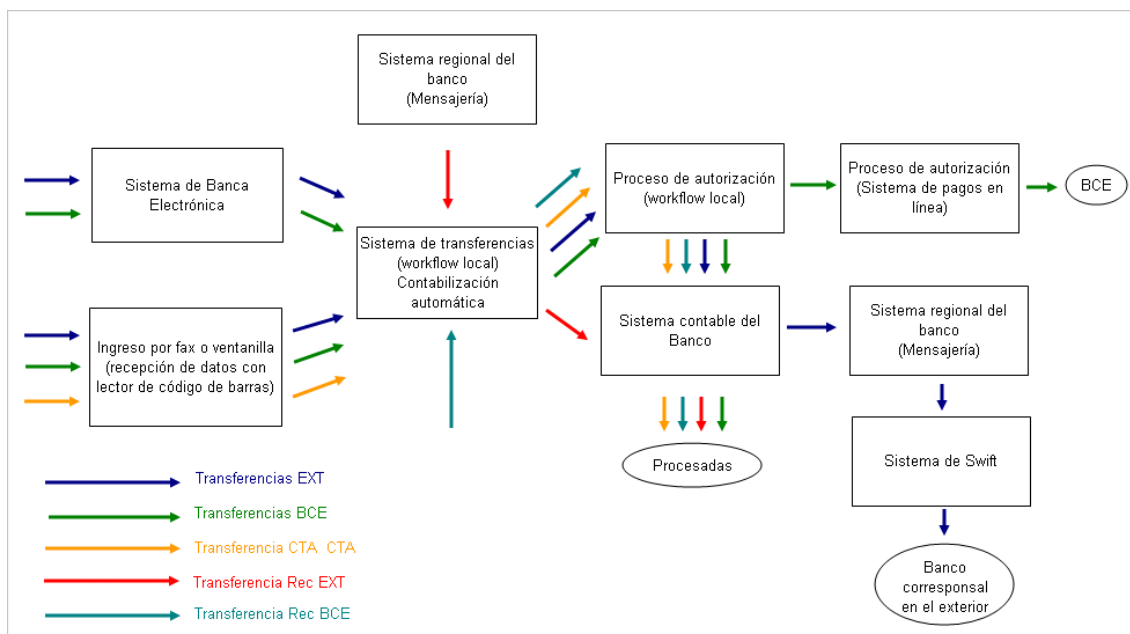 Sistema regional del
banco
(Mensajería)
Sistema de Banca
Electrónica
Proceso de autorización
(workflow local)
Proceso de autorización
(Sistema de pagos en
línea)
BCE
Sistema de transferencias
(workflow local)
Contabilización
automática
Ingreso por fax o ventanilla
(recepción de datos con
lector de código de barras)
Sistema contable del
Banco
Sistema regional del
banco
(Mensajería)
Procesadas
Sistema de Swift
Banco
corresponsal
en el exterior
Transferencias EXT
Transferencias BCE
Transferencia CTA CTA
Transferencia Rec EXT
Transferencia Rec BCE